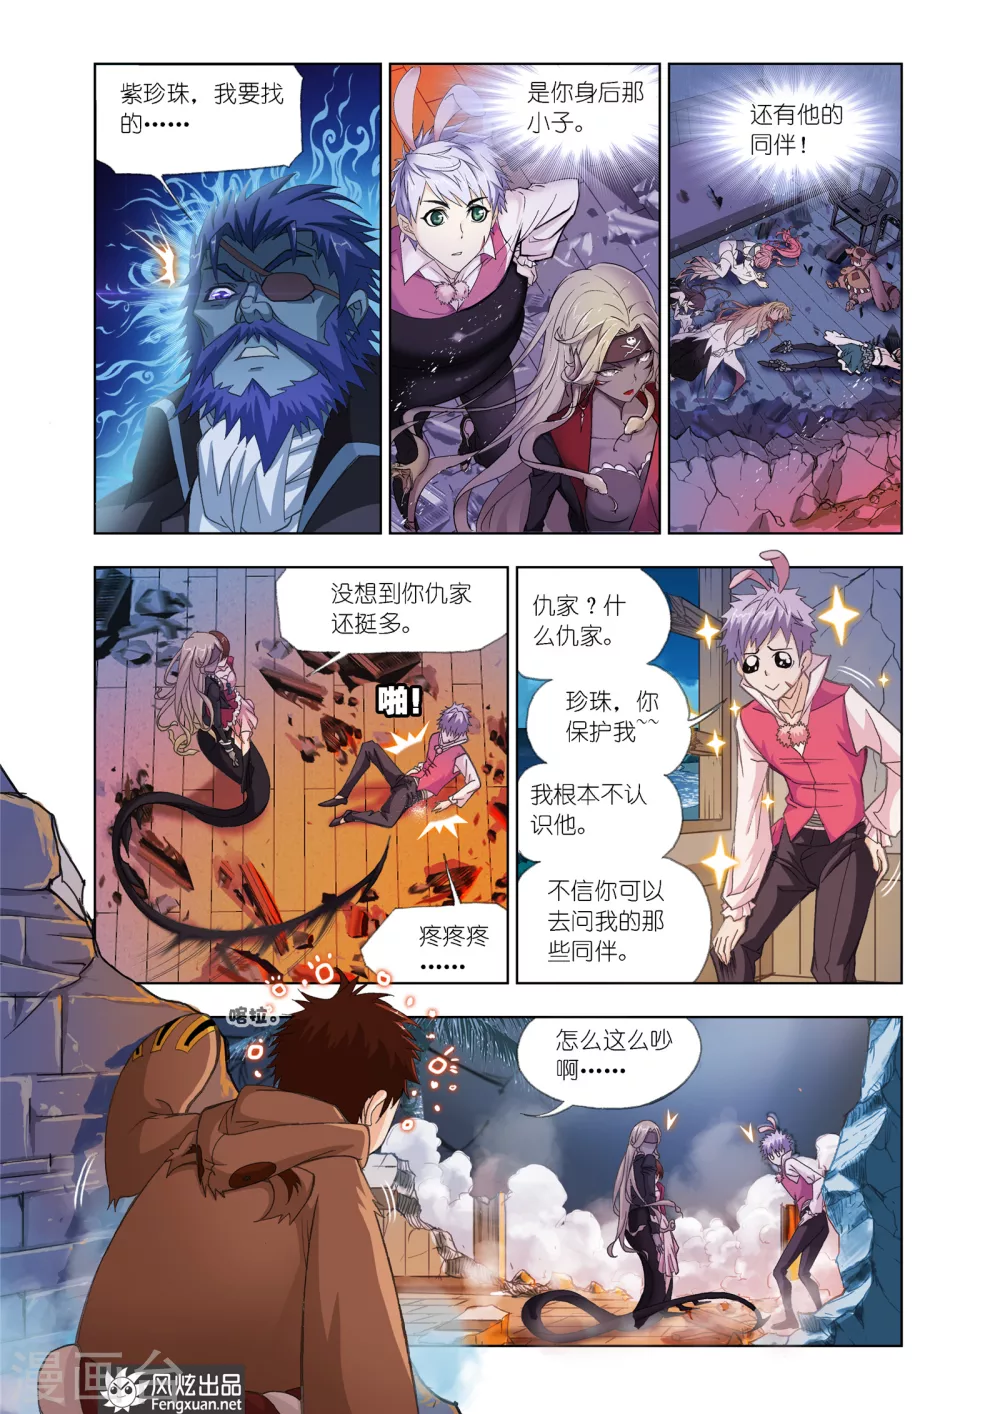 紫珍珠，我要找
的……
是你身后那
小子。
还有他的
同伴！
没想到你仇家
还挺多。
啪！
疼疼疼
……
仇家？什
么仇家。
珍珠，你
保护我~~
我根本不认
识他。
不信你可以
去问我的那
些同伴。
喀拉。
怎么这么吵
啊……
漫画台
风炫出品
Fengxuan.net